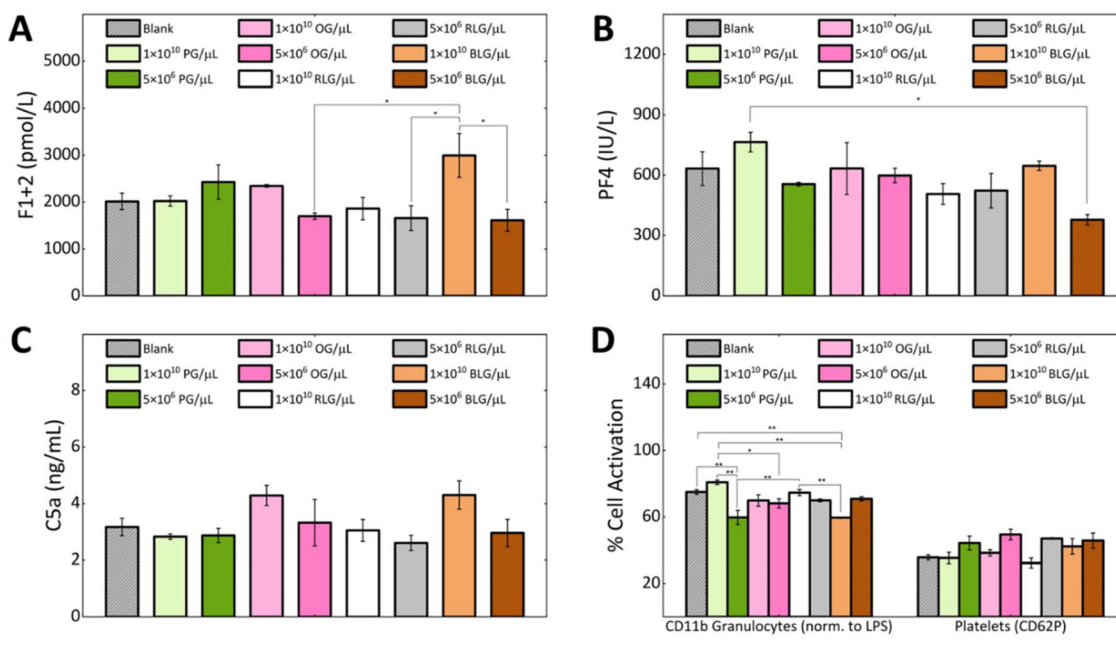 A
Blank
1×10¹⁰ OG/µL
5×10⁶ RLG/µL
1×10¹⁰ PG/µL
5×10⁶ OG/µL
1×10¹⁰ BLG/µL
5×10⁶ PG/µL
1×10¹⁰ RLG/µL
5×10⁶ BLG/µL
F1+2 (pmol/L)
5000
4000
3000
2000
1000
0
*
*
*
B
Blank
1×10¹⁰ OG/µL
5×10⁶ RLG/µL
1×10¹⁰ PG/µL
5×10⁶ OG/µL
1×10¹⁰ BLG/µL
5×10⁶ PG/µL
1×10¹⁰ RLG/µL
5×10⁶ BLG/µL
PF4 (IU/L)
1200
900
600
300
0
*
C
Blank
1×10¹⁰ OG/µL
5×10⁶ RLG/µL
1×10¹⁰ PG/µL
5×10⁶ OG/µL
1×10¹⁰ BLG/µL
5×10⁶ PG/µL
1×10¹⁰ RLG/µL
5×10⁶ BLG/µL
C5a (ng/mL)
8
6
4
2
0
D
Blank
1×10¹⁰ OG/µL
5×10⁶ RLG/µL
1×10¹⁰ PG/µL
5×10⁶ OG/µL
1×10¹⁰ BLG/µL
5×10⁶ PG/µL
1×10¹⁰ RLG/µL
5×10⁶ BLG/µL
% Cell Activation
140
100
60
20
**
**
*
**
**
**
**
CD11b Granulocytes (norm. to LPS)
Platelets (CD62P)